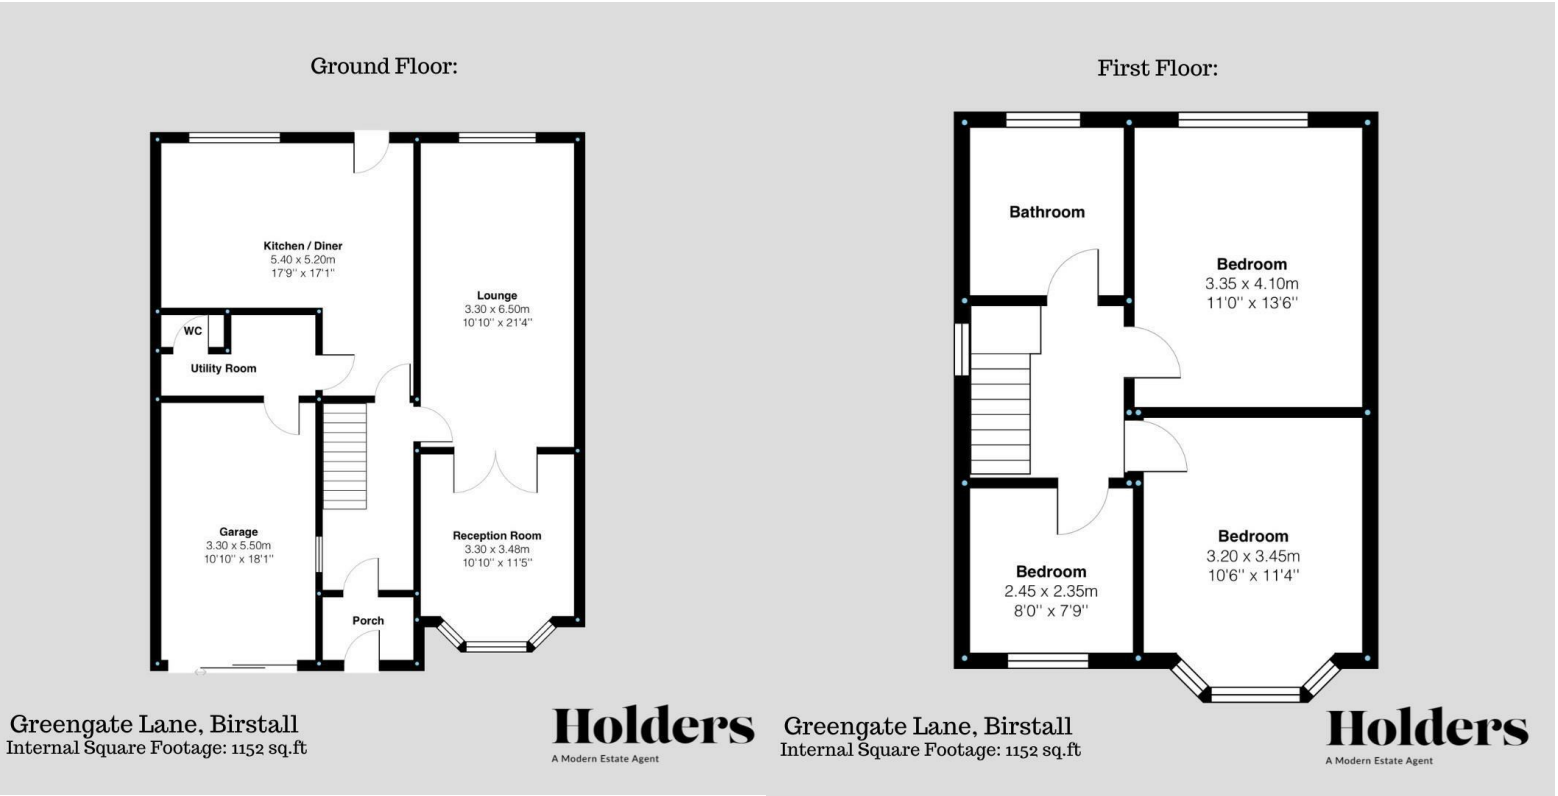 Ground Floor:
Kitchen / Diner
5.40 x 5.20m
17'9'' x 17'1''
Lounge
3.30 x 6.50m
10'10'' x 21'4''
WC
Utility Room
Garage
3.30 x 5.50m
10'10'' x 18'1''
Reception Room
3.30 x 3.48m
10'10'' x 11'5''
Porch
Greengate Lane, Birstall
Internal Square Footage: 1152 sq.ft
Holders
A Modern Estate Agent
First Floor:
Bathroom
Bedroom
3.35 x 4.10m
11'0'' x 13'6''
Bedroom
3.20 x 3.45m
10'6'' x 11'4''
Bedroom
2.45 x 2.35m
8'0'' x 7'9''
Greengate Lane, Birstall
Internal Square Footage: 1152 sq.ft
Holders
A Modern Estate Agent